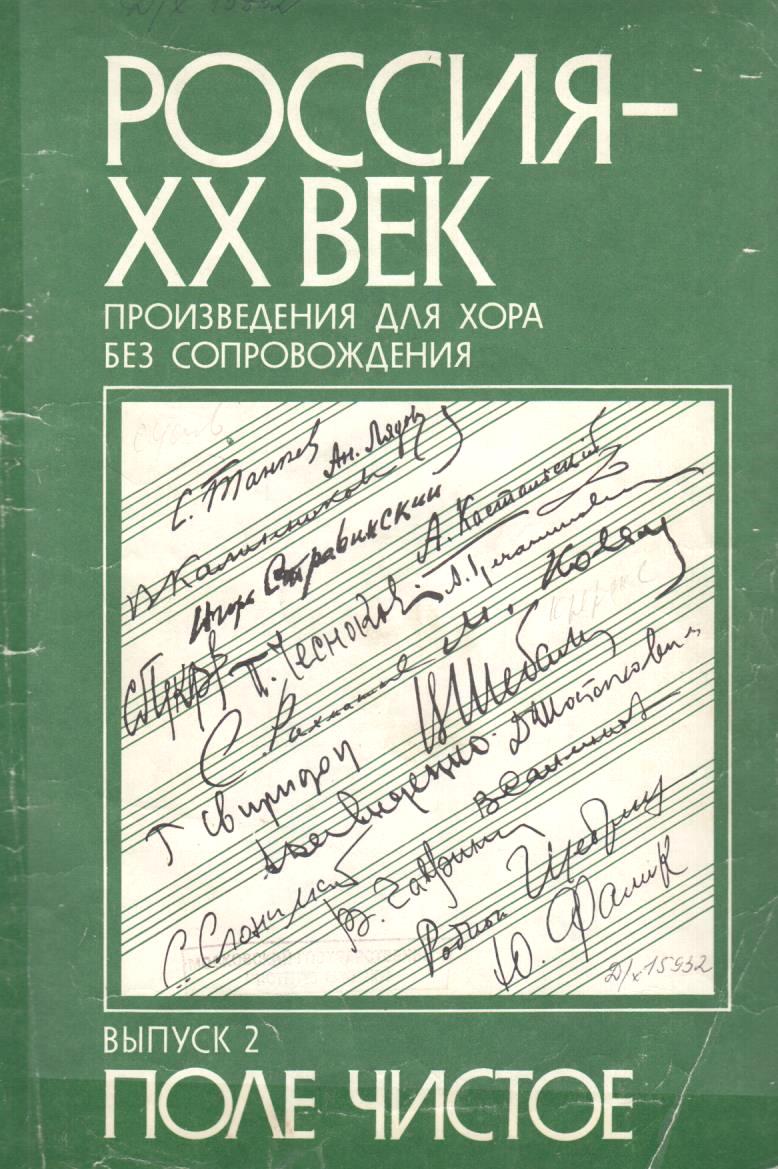 РОССИЯ–
XX ВЕК
ПРОИЗВЕДЕНИЯ ДЛЯ ХОРА
БЕЗ СОПРОВОЖДЕНИЯ
С. Танеев
Ан. Лядов
В Калинников
А. Кастальский
Игорь Стравинский
П. Чесноков
М. Коваль
С. Рахманинов
В Шебалин
Д Шостакович
Г Свиридов
В Салманов
С. Слонимский
В. Гаврилин
Родион Щедрин
Ю. Фалик
Д/х 15932
ВЫПУСК 2
ПОЛЕ ЧИСТОЕ